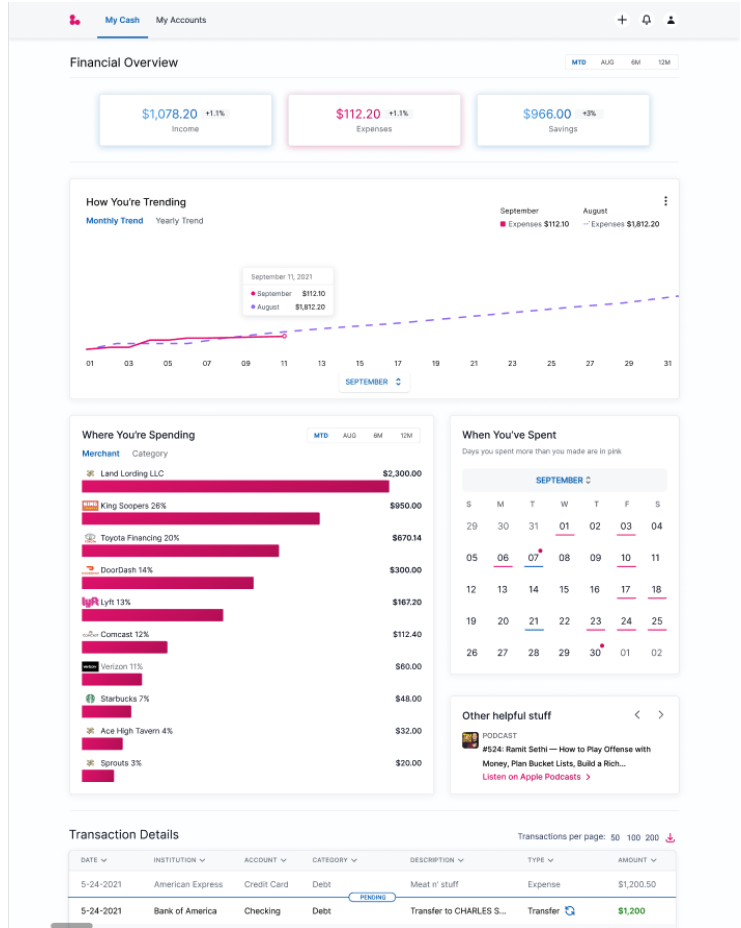 My Cash My Accounts
Financial Overview
MTD AUG 6M 12M
$1,078.20 +1.1%
Income
$112.20 +1.1%
Expenses
$966.00 +3%
Savings
How You're Trending
Monthly Trend Yearly Trend
September August
Expenses $112.10 Expenses $1,812.20
September 11, 2021
September $112.10
August $1,812.20
01 03 05 07 09 11 13 15 17 19 21 23 25 27 29 31
SEPTEMBER
Where You're Spending
MTD AUG 6M 12M
Merchant Category
Land Lording LLC $2,300.00
KING King Soopers 26% $950.00
Toyota Financing 20% $670.14
DoorDash 14% $300.00
lyft Lyft 13% $167.20
Comcast 12% $112.40
Verizon 11% $60.00
Starbucks 7% $48.00
Ace High Tavern 4% $32.00
Sprouts 3% $20.00
When You've Spent
Days you spent more than you made are in pink
SEPTEMBER
S M T W T F S
29 30 31 01 02 03 04
05 06 07 08 09 10 11
12 13 14 15 16 17 18
19 20 21 22 23 24 25
26 27 28 29 30 01 02
Other helpful stuff
PODCAST
#524: Ramit Sethi — How to Play Offense with
Money, Plan Bucket Lists, Build a Rich...
Listen on Apple Podcasts
Transaction Details
Transactions per page: 50 100 200
DATE INSTITUTION ACCOUNT CATEGORY DESCRIPTION TYPE AMOUNT
5-24-2021 American Express Credit Card Debt Meat n' stuff Expense $1,200.50
PENDING
5-24-2021 Bank of America Checking Debt Transfer to CHARLES S... Transfer $1,200